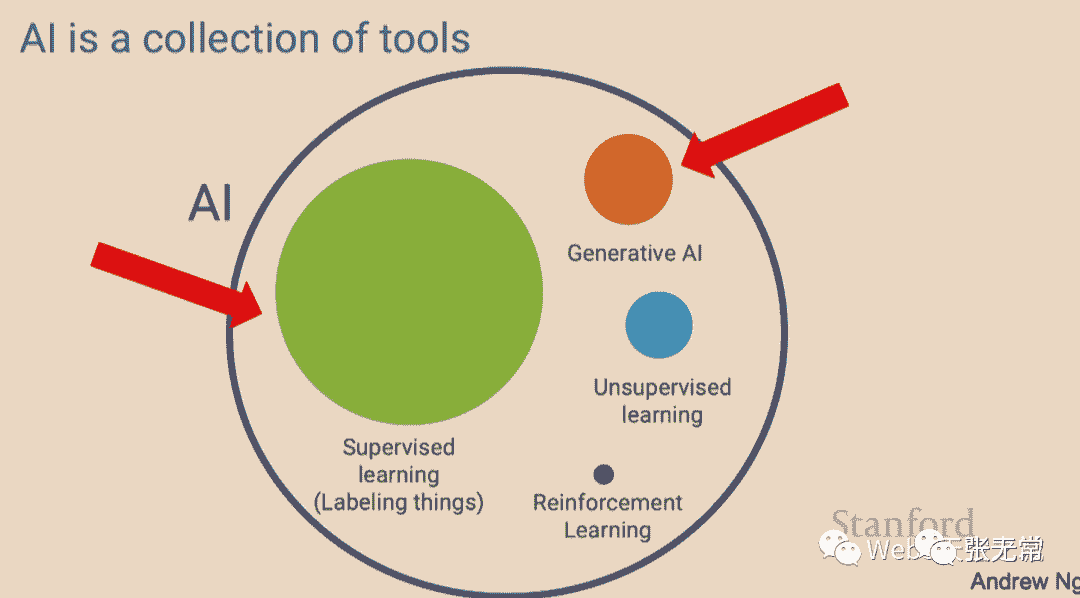 AI is a collection of tools
AI
Generative AI
Unsupervised
learning
Supervised
learning
(Labeling things)
Reinforcement
Learning
Stanford
张无常
Andrew Ng